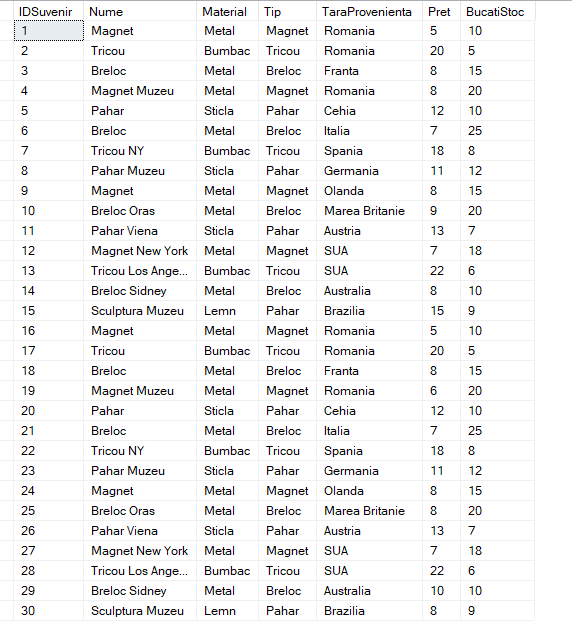 IDSuvenir Nume Material Tip TaraProvenienta Pret BucatiStoc
1 Magnet Metal Magnet Romania 5 10
2 Tricou Bumbac Tricou Romania 20 5
3 Breloc Metal Breloc Franta 8 15
4 Magnet Muzeu Metal Magnet Romania 8 20
5 Pahar Sticla Pahar Cehia 12 10
6 Breloc Metal Breloc Italia 7 25
7 Tricou NY Bumbac Tricou Spania 18 8
8 Pahar Muzeu Sticla Pahar Germania 11 12
9 Magnet Metal Magnet Olanda 8 15
10 Breloc Oras Metal Breloc Marea Britanie 9 20
11 Pahar Viena Sticla Pahar Austria 13 7
12 Magnet New York Metal Magnet SUA 7 18
13 Tricou Los Ange... Bumbac Tricou SUA 22 6
14 Breloc Sidney Metal Breloc Australia 8 10
15 Sculptura Muzeu Lemn Pahar Brazilia 15 9
16 Magnet Metal Magnet Romania 5 10
17 Tricou Bumbac Tricou Romania 20 5
18 Breloc Metal Breloc Franta 8 15
19 Magnet Muzeu Metal Magnet Romania 6 20
20 Pahar Sticla Pahar Cehia 12 10
21 Breloc Metal Breloc Italia 7 25
22 Tricou NY Bumbac Tricou Spania 18 8
23 Pahar Muzeu Sticla Pahar Germania 11 12
24 Magnet Metal Magnet Olanda 8 15
25 Breloc Oras Metal Breloc Marea Britanie 8 20
26 Pahar Viena Sticla Pahar Austria 13 7
27 Magnet New York Metal Magnet SUA 7 18
28 Tricou Los Ange... Bumbac Tricou SUA 22 6
29 Breloc Sidney Metal Breloc Australia 10 10
30 Sculptura Muzeu Lemn Pahar Brazilia 8 9